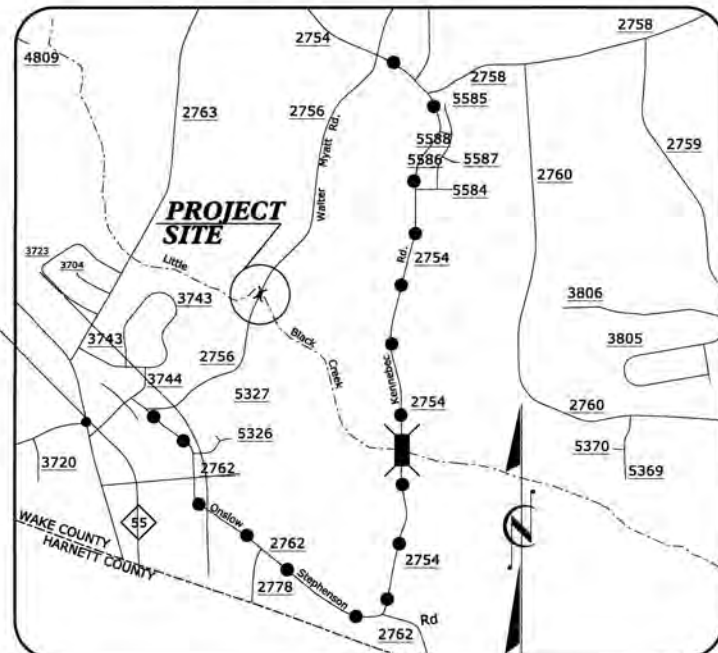 2758
2754
4809
2758
2763
2756
5585
5588
Walter Myatt Rd.
5586
5587
2759
5584
2760
PROJECT
SITE
3723
3704
Little
Rd.
2754
3743
3806
Black
3743
3805
2756
Creek
Kennebec
3744
5327
2754
2760
5326
5370
3720
2762
5369
Onslow
55
WAKE COUNTY
HARNETT COUNTY
2762
2754
2778
Stephenson
Rd
2762
N